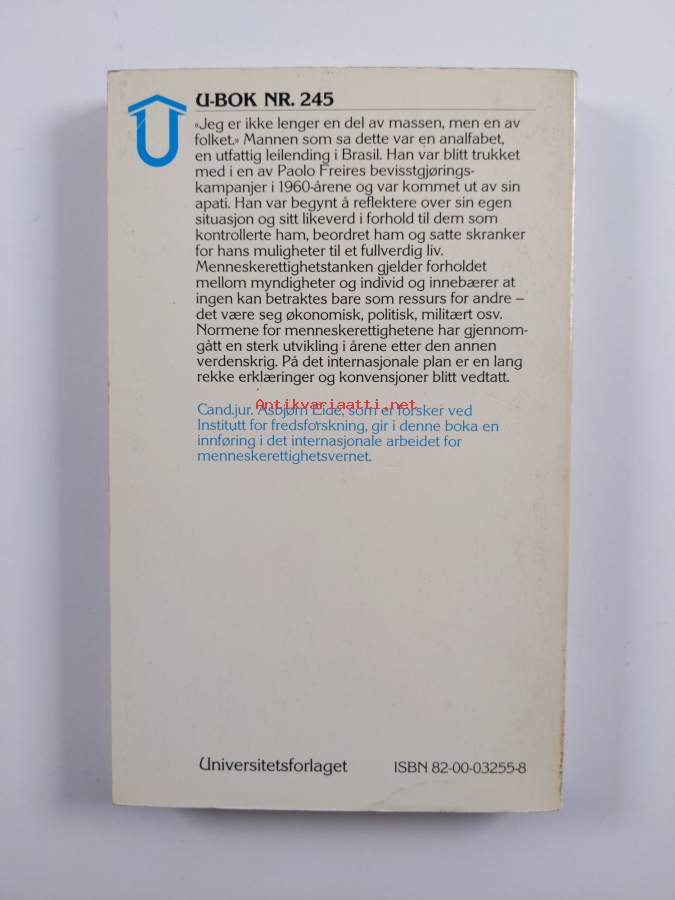 U-BOK NR. 245
«Jeg er ikke lenger en del av massen, men en av
folket.» Mannen som sa dette var en analfabet,
en utfattig leilending i Brasil. Han var blitt trukket
med i en av Paolo Freires bevisstgjørings-
kampanjer i 1960-årene og var kommet ut av sin
apati. Han var begynt å reflektere over sin egen
situasjon og sitt likeverd i forhold til dem som
kontrollerte ham, beordret ham og satte skranker
for hans muligheter til et fullverdig liv.
Menneskerettighetstanken gjelder forholdet
mellom myndigheter og individ og innebærer at
ingen kan betraktes bare som ressurs for andre –
det være seg økonomisk, politisk, militært osv.
Normene for menneskerettighetene har gjennom-
gått en sterk utvikling i årene etter den annen
verdenskrig. På det internasjonale plan er en lang
rekke erklæringer og konvensjoner blitt vedtatt.
Antikvariaatti.net
Cand.jur. Asbjørn Eide, som er forsker ved
Institutt for fredsforskning, gir i denne boka en
innføring i det internasjonale arbeidet for
menneskerettighetsvernet.
Universitetsforlaget
ISBN 82-00-03255-8